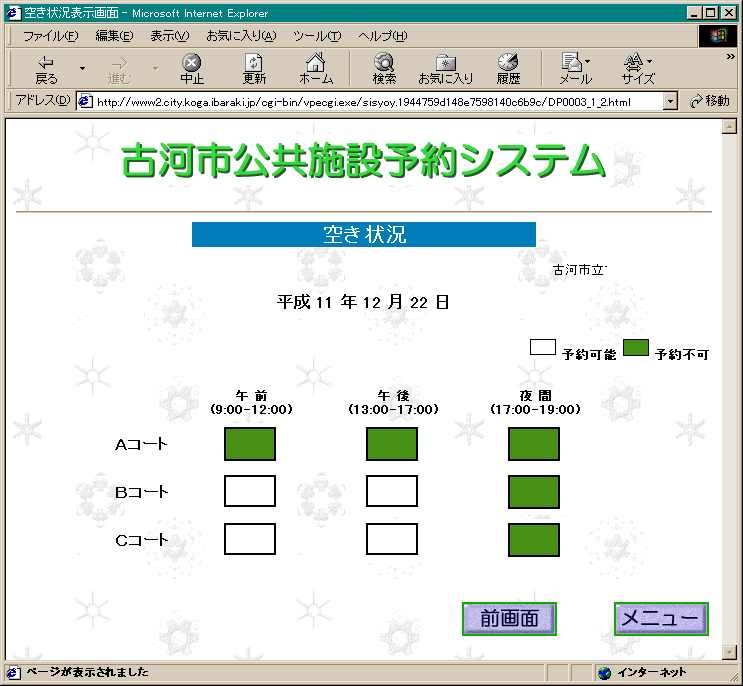 空き状況表示画面 - Microsoft Internet Explorer
ファイル(F) 編集(E) 表示(V) お気に入り(A) ツール(T) ヘルプ(H)
戻る 進む 中止 更新 ホーム 検索 お気に入り 履歴 メール サイズ
アドレス(D) http://www2.city.koga.ibaraki.jp/cgi-bin/vpecgi.exe/sisyoy.1944759d148e7598140c6b9c/DP0003_1_2.html 移動
古河市公共施設予約システム
空き状況
古河市立
平成 11 年 12 月 22 日
予約可能 予約不可
午 前 午 後 夜 間
(9:00-12:00) (13:00-17:00) (17:00-19:00)
Aコート
Bコート
Cコート
前画面 メニュー
ページが表示されました インターネット